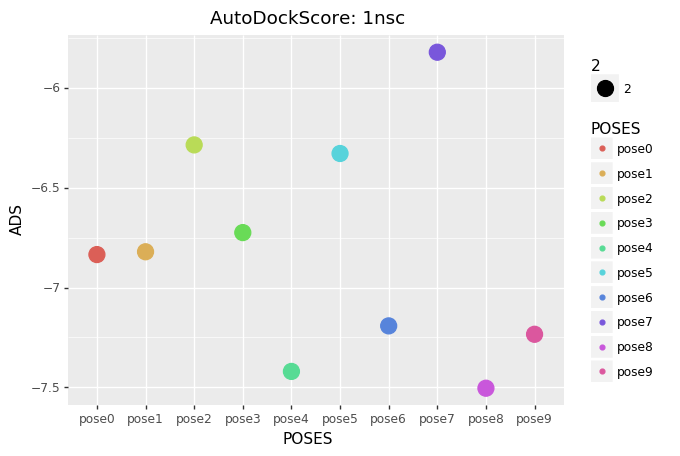 AutoDockScore: 1nsc
ADS
−6
−6.5
−7
−7.5
pose0 pose1 pose2 pose3 pose4 pose5 pose6 pose7 pose8 pose9
POSES
2
2
POSES
pose0
pose1
pose2
pose3
pose4
pose5
pose6
pose7
pose8
pose9